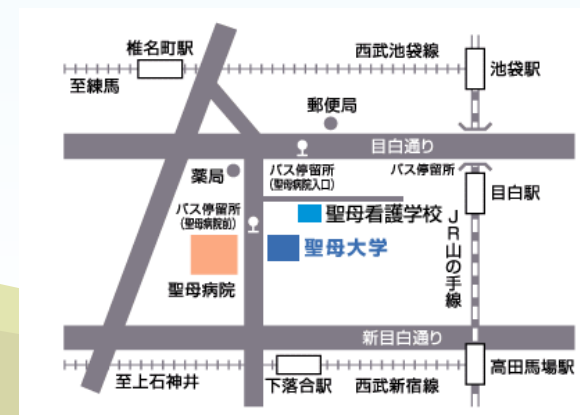 椎名町駅
西武池袋線
池袋駅
至練馬
郵便局
目白通り
薬局
バス停留所
(聖母病院入口)
バス停留所
目白駅
バス停留所
(聖母病院前)
聖母看護学校
聖母大学
JR山の手線
聖母病院
新目白通り
高田馬場駅
至上石神井
下落合駅
西武新宿線